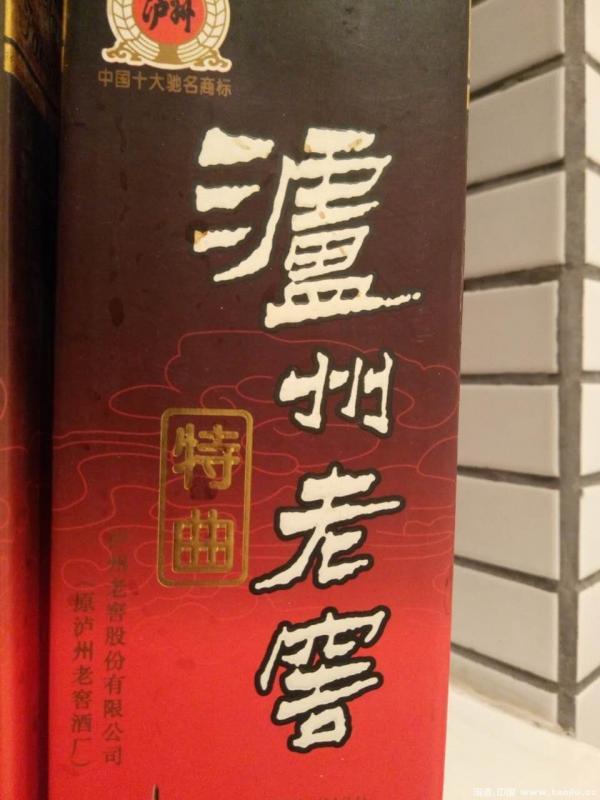 泸州
中国十大驰名商标
瀘州老窖
特曲
泸州老窖股份有限公司
（原泸州老窖酒厂）